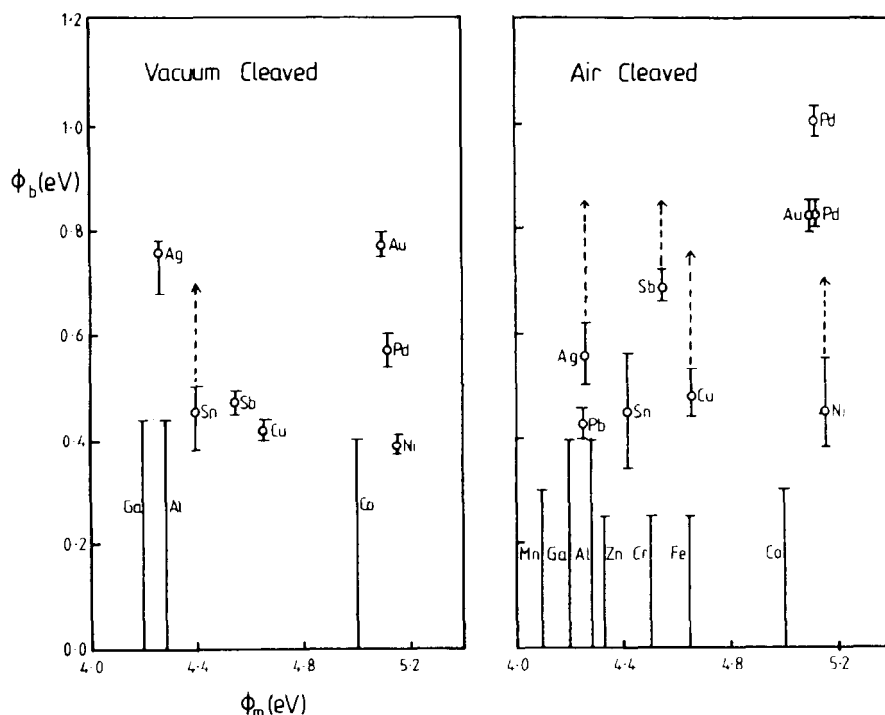 Vacuum Cleaved
1.2
1.0
ϕb(eV)
0.8
0.6
0.4
0.2
0.0
Ag
Au
Pd
Sn
Sb
Cu
Ni
Ga
Al
Co
4.0
4.4
4.8
5.2
ϕm(eV)
Air Cleaved
Pd
Au
Pd
Sb
Ag
Cu
Pb
Sn
Ni
Mn
Ga
Al
Zn
Cr
Fe
Co
4.0
4.4
4.8
5.2